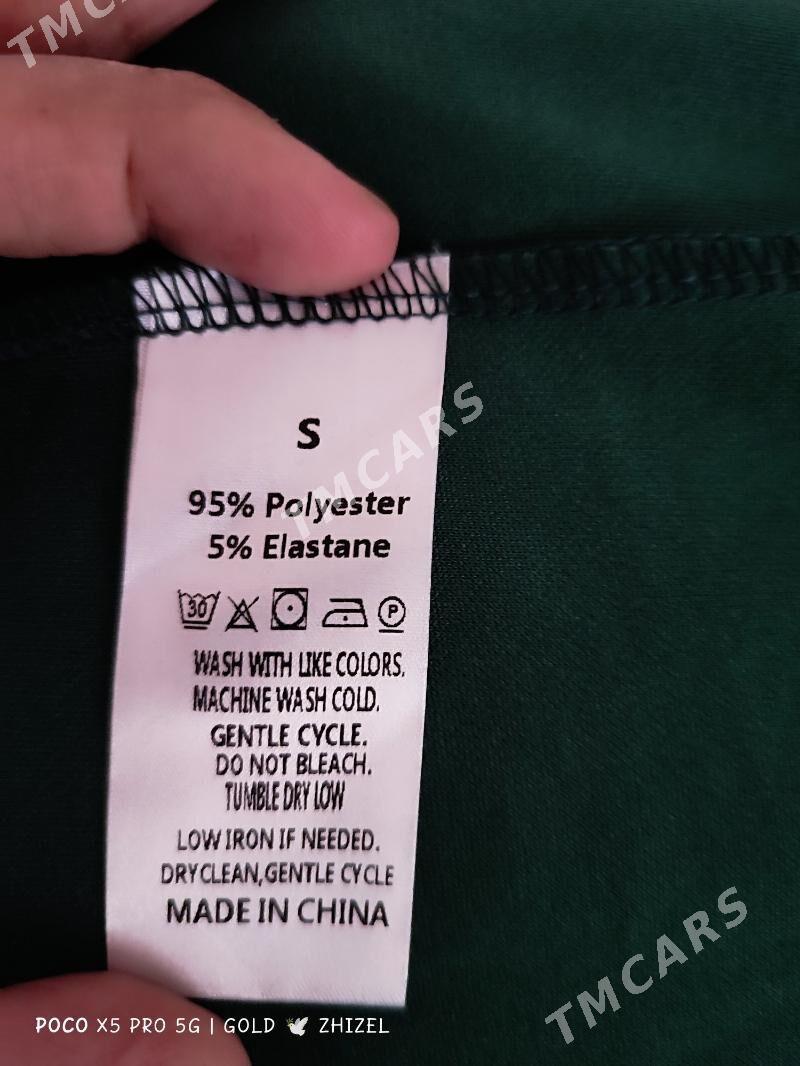 TMCARS
S
95% Polyester
TMCARS
5% Elastane
30
P
WASH WITH LIKE COLORS.
MACHINE WASH COLD.
GENTLE CYCLE.
DO NOT BLEACH.
TUMBLE DRY LOW
LOW IRON IF NEEDED.
DRYCLEAN,GENTLE CYCLE
MADE IN CHINA
TMCARS
POCO X5 PRO 5G | GOLD 🕊 ZHIZEL